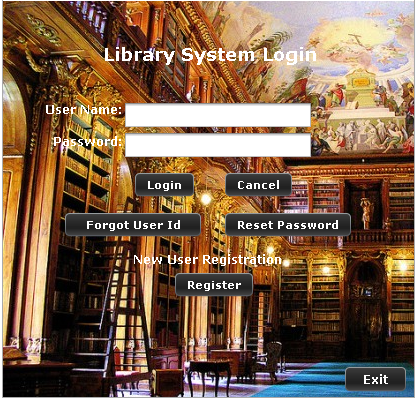 Library System Login
User Name:
Password:
Login Cancel
Forgot User Id Reset Password
New User Registration
Register
Exit